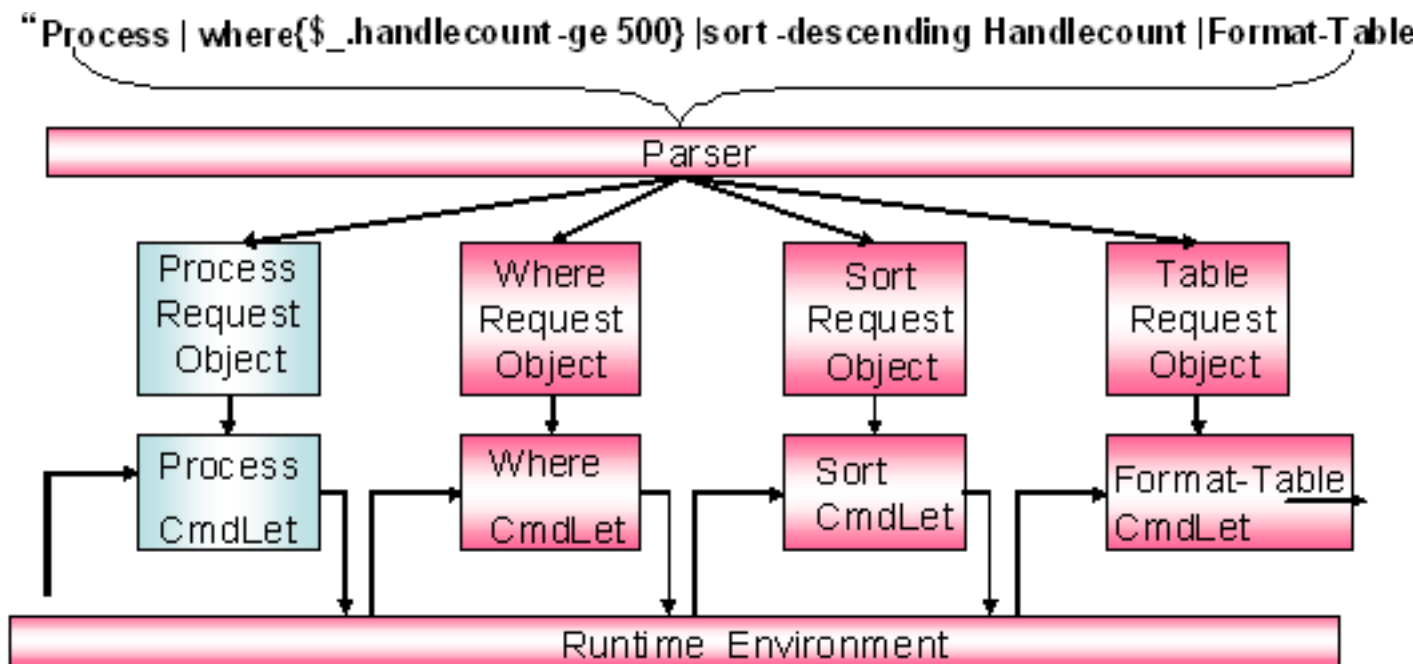 “Process | where{$_.handlecount -ge 500} |sort -descending Handlecount |Format-Table
Parser
Process
Request
Object
Where
Request
Object
Sort
Request
Object
Table
Request
Object
Process
CmdLet
Where
CmdLet
Sort
CmdLet
Format-Table
CmdLet
Runtime Environment